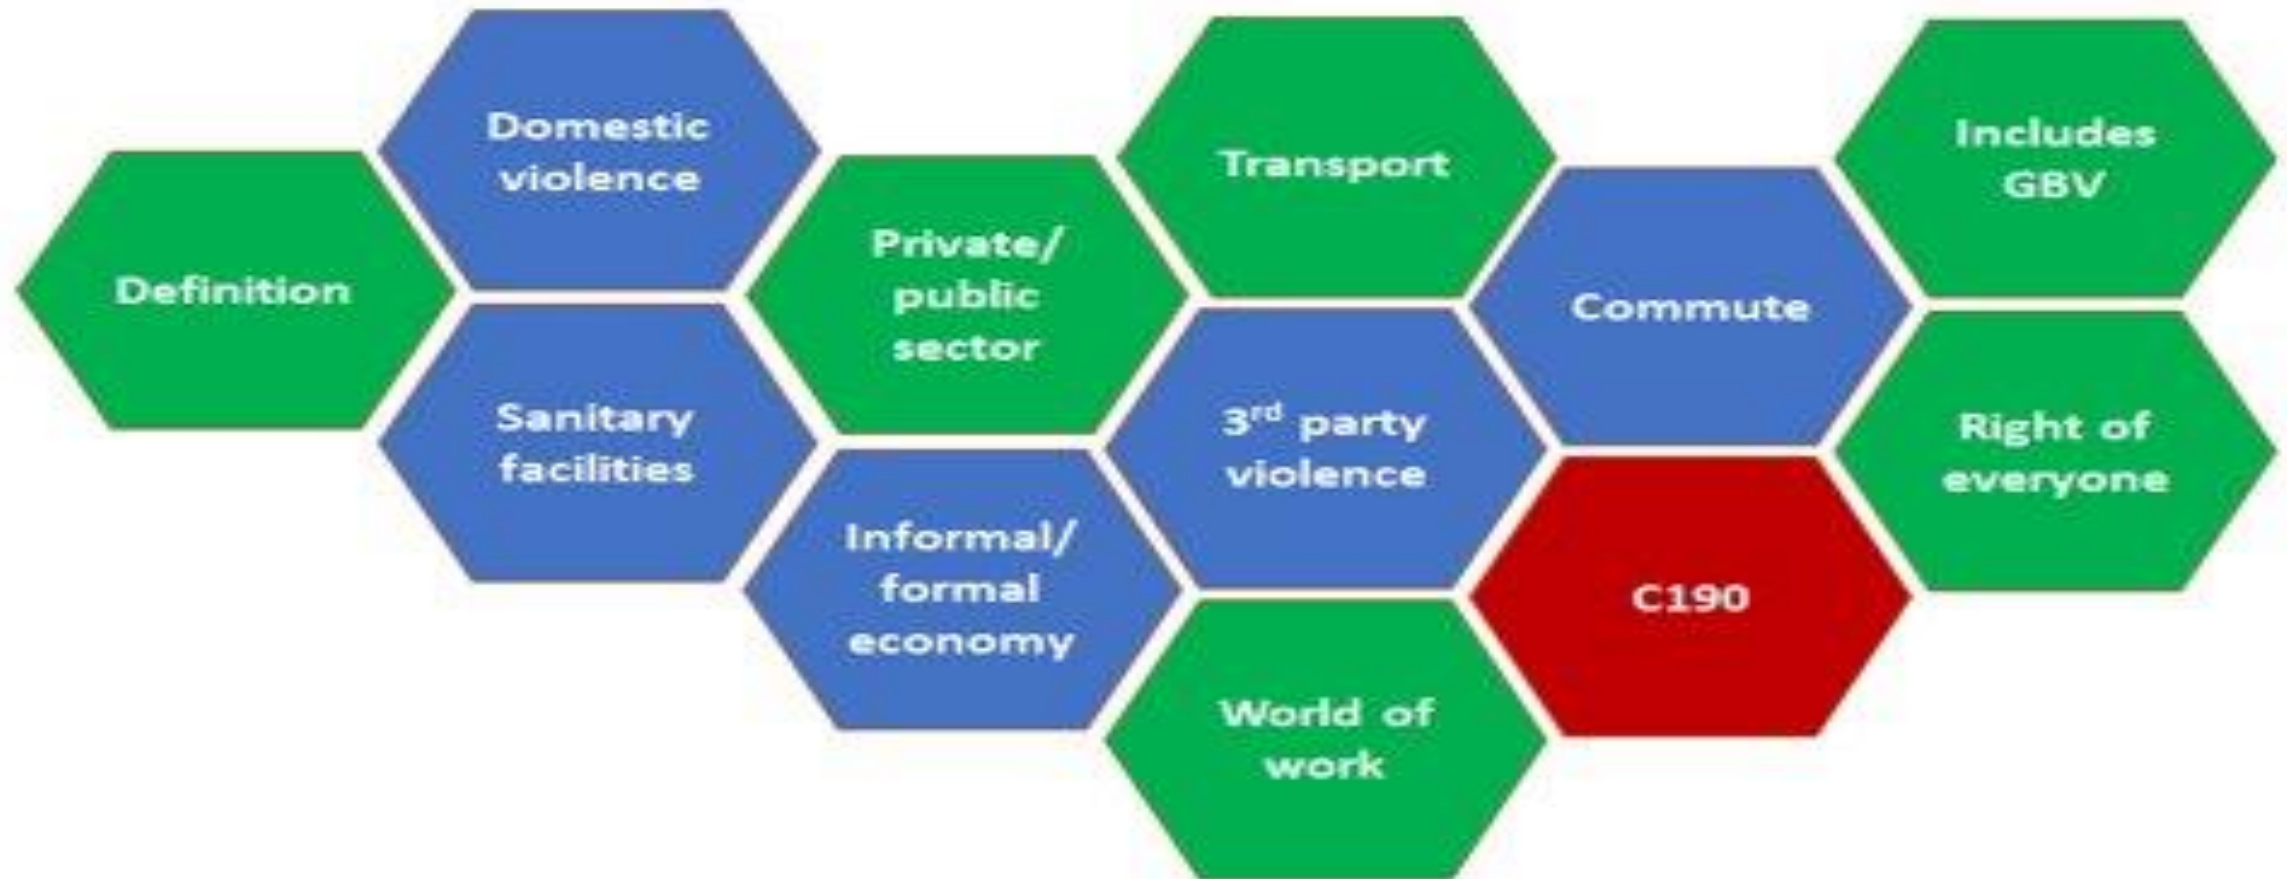 Definition
Domestic
violence
Sanitary
facilities
Private/
public
sector
Informal/
formal
economy
Transport
3rd party
violence
World of
work
Commute
C190
Includes
GBV
Right of
everyone